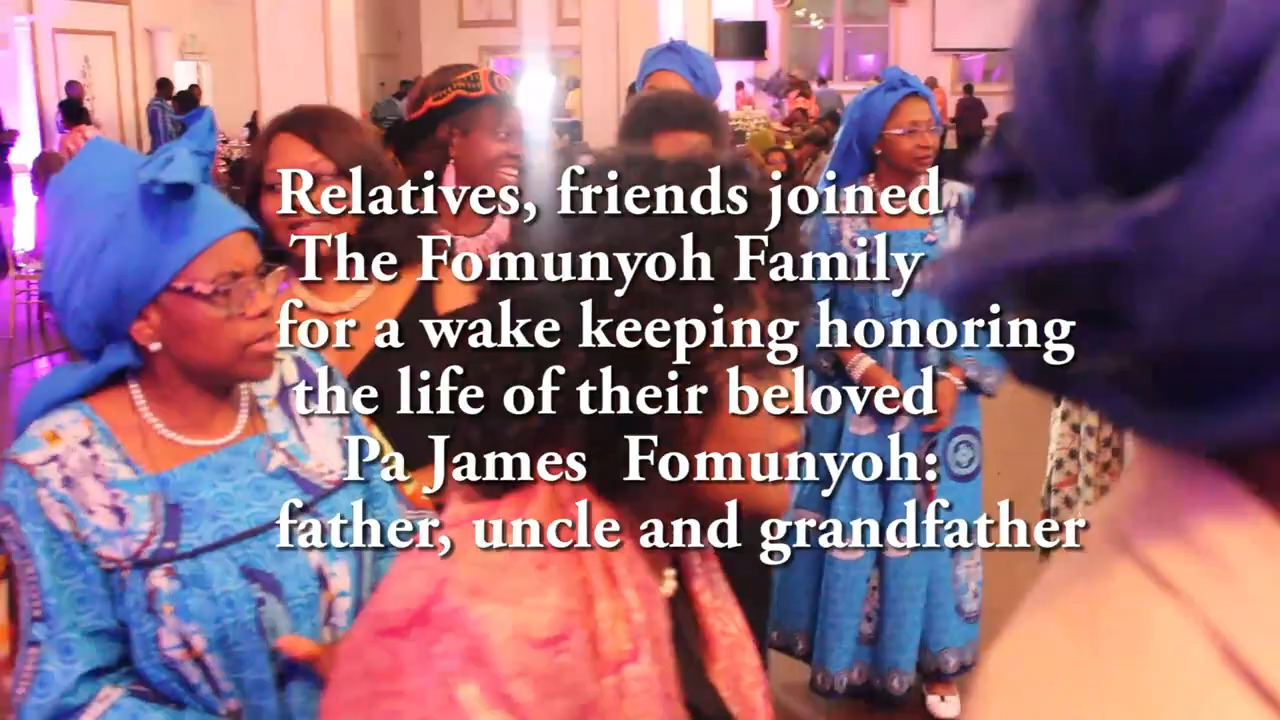 Relatives, friends joined
The Fomunyoh Family
for a wake keeping honoring
the life of their beloved
Pa James Fomunyoh:
father, uncle and grandfather